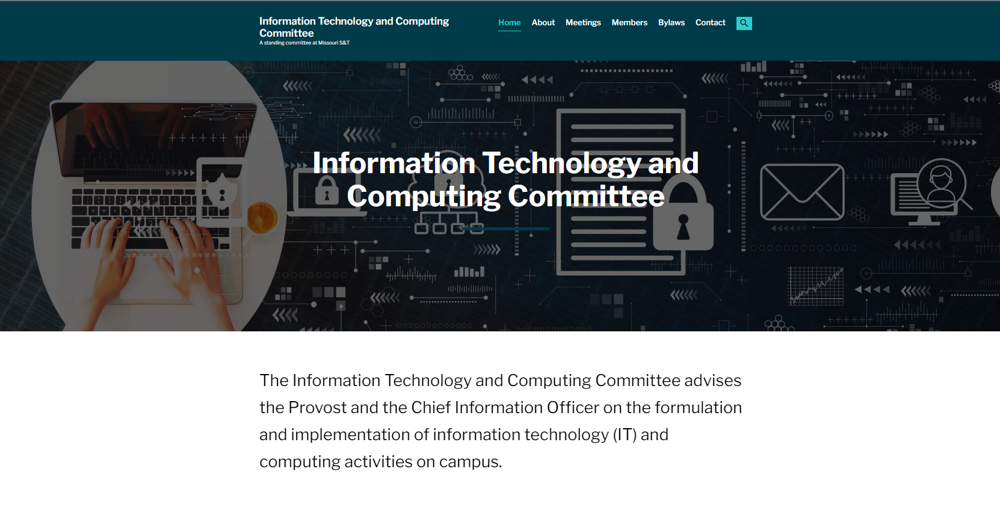 Information Technology and Computing
Committee
A standing committee at Missouri S&T
Home About Meetings Members Bylaws Contact
Information Technology and
Computing Committee
The Information Technology and Computing Committee advises
the Provost and the Chief Information Officer on the formulation
and implementation of information technology (IT) and
computing activities on campus.